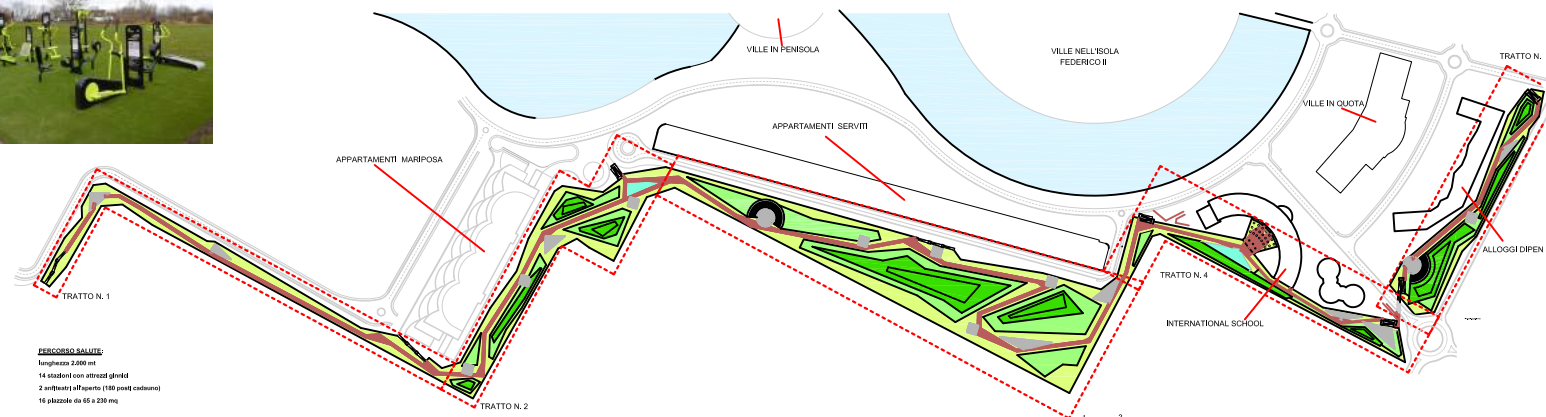 VILLE IN PENISOLA
VILLE NELL'ISOLA
FEDERICO II
TRATTO N.
VILLE IN QUOTA
APPARTAMENTI SERVITI
APPARTAMENTI MARIPOSA
ALLOGGI DIPEN
TRATTO N. 4
TRATTO N. 1
INTERNATIONAL SCHOOL
PERCORSO SALUTE:
lunghezza 2.000 mt
14 stazioni con attrezzi ginnici
2 anfiteatri all'aperto (180 posti cadauno)
16 piazzole da 65 a 230 mq
TRATTO N. 2